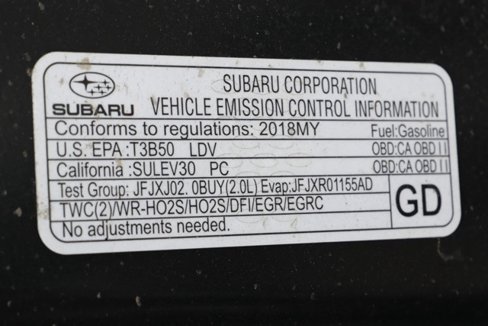 SUBARU CORPORATION
SUBARU VEHICLE EMISSION CONTROL INFORMATION
Conforms to regulations: 2018MY Fuel:Gasoline
U.S. EPA :T3B50 LDV OBD:CA OBD II
California :SULEV30 PC OBD:CA OBD II
Test Group: JFJXJ02. 0BUY(2.0L) Evap:JFJXR01155AD
TWC(2)/WR-HO2S/HO2S/DFI/EGR/EGRC
No adjustments needed.
GD